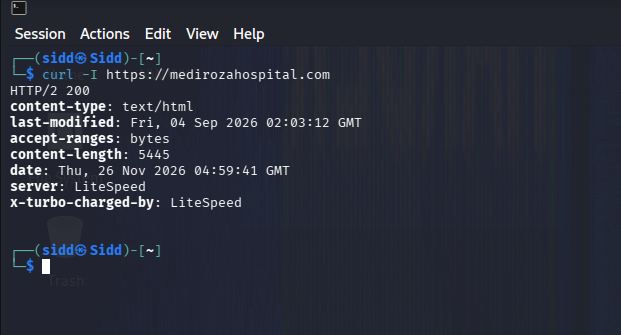 Session Actions Edit View Help
┌──(sidd㉿Sidd)-[~]
└─$ curl -I https://medirozahospital.com
HTTP/2 200
content-type: text/html
last-modified: Fri, 04 Sep 2026 02:03:12 GMT
accept-ranges: bytes
content-length: 5445
date: Thu, 26 Nov 2026 04:59:41 GMT
server: LiteSpeed
x-turbo-charged-by: LiteSpeed
┌──(sidd㉿Sidd)-[~]
└─$
Trash